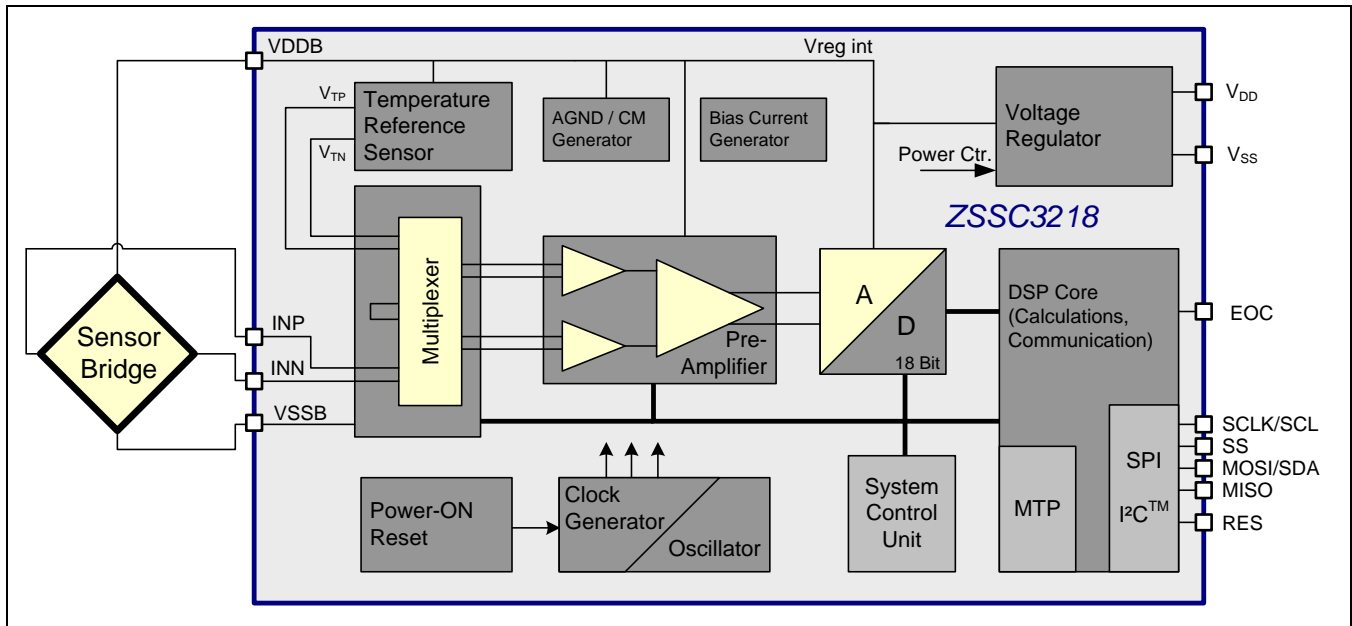 VDDB
Vreg int
VTP
Temperature
Reference
Sensor
VTN
AGND / CM
Generator
Bias Current
Generator
Voltage
Regulator
VDD
VSS
Power Ctr.
ZSSC3218
Sensor
Bridge
INP
INN
VSSB
Multiplexer
Pre-
Amplifier
A
D
18 Bit
DSP Core
(Calculations,
Communication)
EOC
Power-ON
Reset
Clock
Generator
Oscillator
System
Control
Unit
MTP
SPI
I²C™
SCLK/SCL
SS
MOSI/SDA
MISO
RES